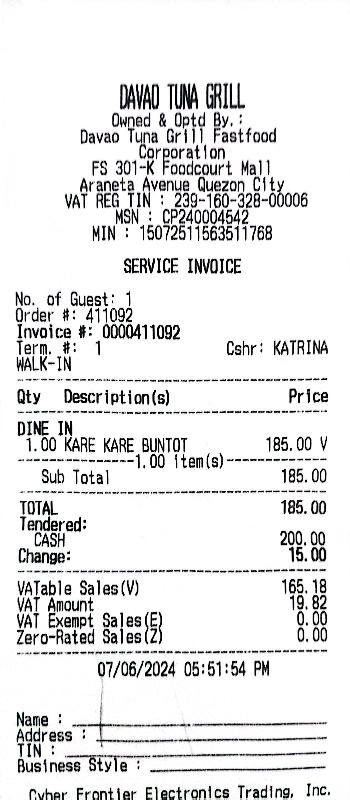 DAVAO TUNA GRILL
Owned & Optd By.:
Davao Tuna Grill Fastfood
Corporation
FS 301-K Foodcourt Mall
Araneta Avenue Quezon City
VAT REG TIN : 239-160-328-00006
MSN : CP240004542
MIN : 15072511563511768
SERVICE INVOICE
No. of Guest: 1
Order #: 411092
Invoice #: 0000411092
Term. #: 1 Cshr: KATRINA
WALK-IN
Qty Description(s) Price
DINE IN
1.00 KARE KARE BUNTOT 185.00 V
1.00 item(s)
Sub Total 185.00
TOTAL 185.00
Tendered:
CASH 200.00
Change: 15.00
VATable Sales(V) 165.18
VAT Amount 19.82
VAT Exempt Sales(E) 0.00
Zero-Rated Sales(Z) 0.00
07/06/2024 05:51:54 PM
Name :
Address :
TIN :
Business Style :
Cyber Frontier Electronics Trading, Inc.